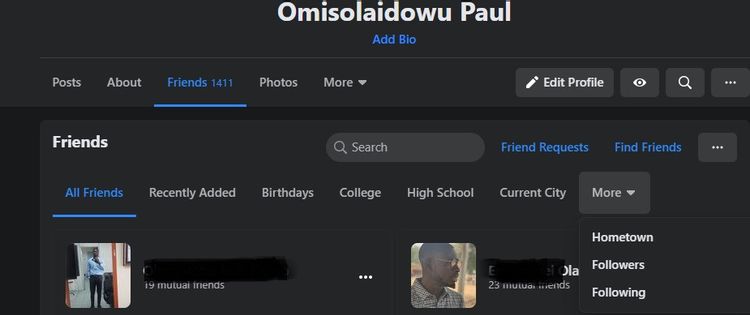 Omisolaidowu Paul
Add Bio
Posts About Friends 1411 Photos More Edit Profile
Friends Search Friend Requests Find Friends
All Friends Recently Added Birthdays College High School Current City More
Hometown
Followers
Following
19 mutual friends
Ola
23 mutual friends